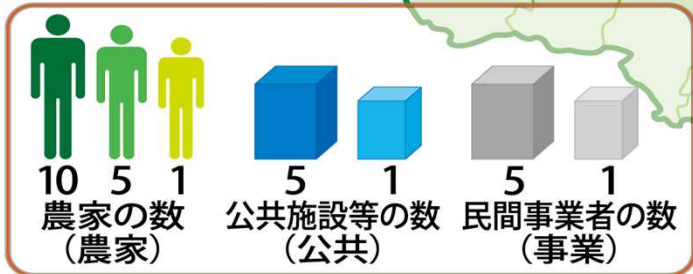 10 5 1 5 1 5 1
農家の数 公共施設等の数 民間事業者の数
（農家） （公共） （事業）